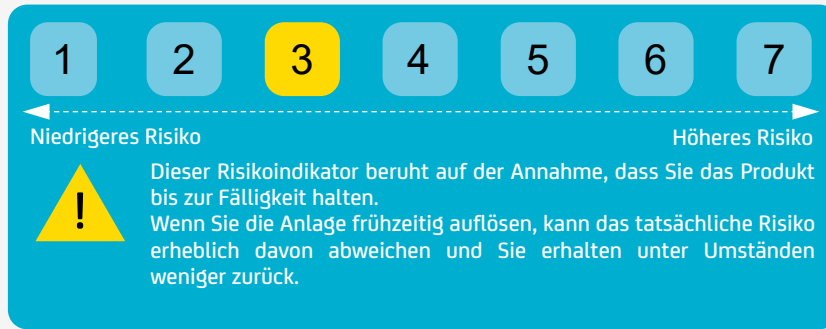 1 2 3 4 5 6 7
Niedrigeres Risiko Höheres Risiko
! Dieser Risikoindikator beruht auf der Annahme, dass Sie das Produkt
bis zur Fälligkeit halten.
Wenn Sie die Anlage frühzeitig auflösen, kann das tatsächliche Risiko
erheblich davon abweichen und Sie erhalten unter Umständen
weniger zurück.